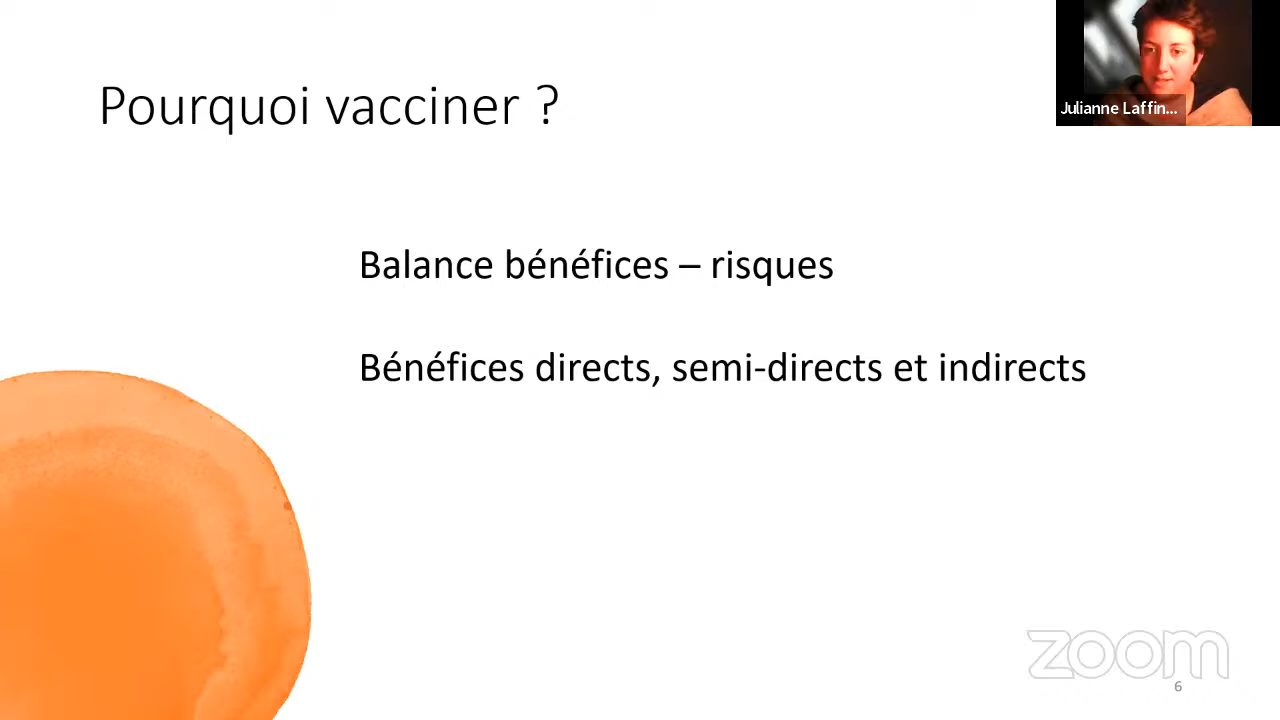 Pourquoi vacciner ?
Julianne Laffin...
Balance bénéfices – risques
Bénéfices directs, semi-directs et indirects
zoom
6